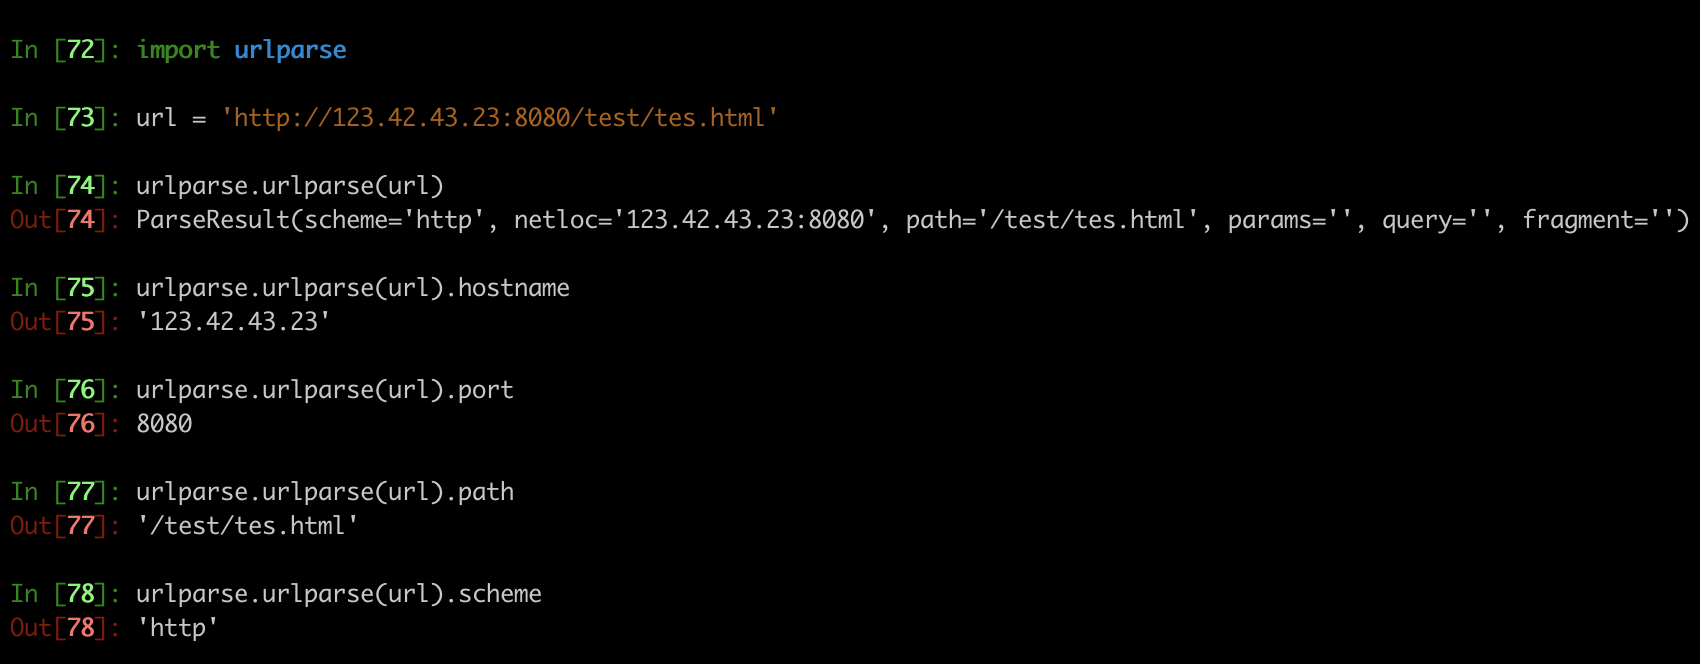 In [72]: import urlparse
In [73]: url = 'http://123.42.43.23:8080/test/tes.html'
In [74]: urlparse.urlparse(url)
Out[74]: ParseResult(scheme='http', netloc='123.42.43.23:8080', path='/test/tes.html', params='', query='', fragment='')
In [75]: urlparse.urlparse(url).hostname
Out[75]: '123.42.43.23'
In [76]: urlparse.urlparse(url).port
Out[76]: 8080
In [77]: urlparse.urlparse(url).path
Out[77]: '/test/tes.html'
In [78]: urlparse.urlparse(url).scheme
Out[78]: 'http'